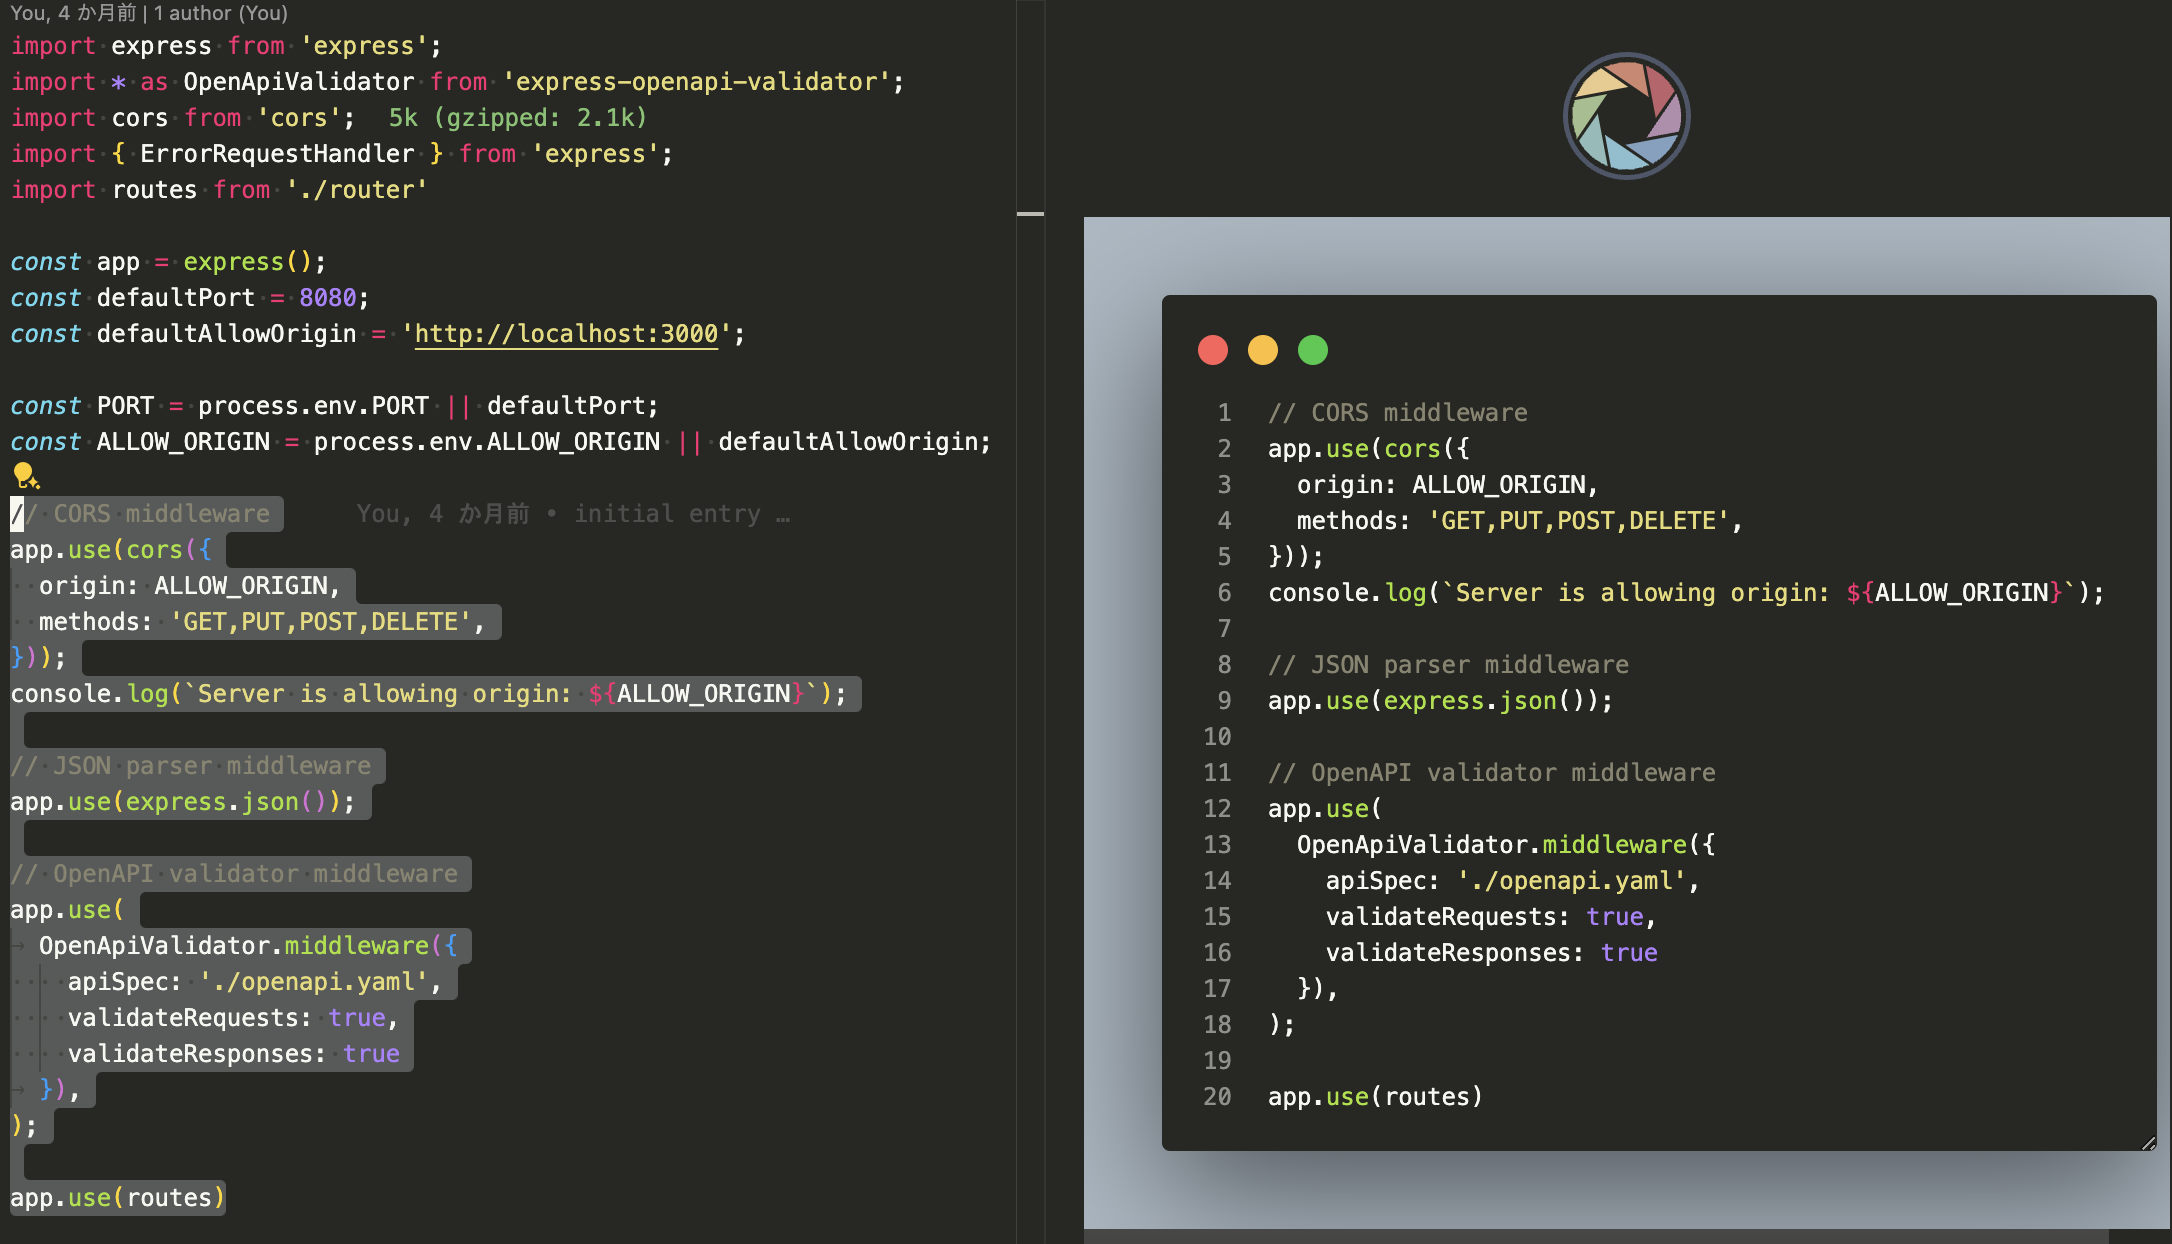 You, 4 か月前 | 1 author (You)
import express from 'express';
import * as OpenApiValidator from 'express-openapi-validator';
import cors from 'cors';  5k (gzipped: 2.1k)
import { ErrorRequestHandler } from 'express';
import routes from './router'
const app = express();
const defaultPort = 8080;
const defaultAllowOrigin = 'http://localhost:3000';
const PORT = process.env.PORT || defaultPort;
const ALLOW_ORIGIN = process.env.ALLOW_ORIGIN || defaultAllowOrigin;
// CORS middleware      You, 4 か月前 • initial entry …
app.use(cors({
  origin: ALLOW_ORIGIN,
  methods: 'GET,PUT,POST,DELETE',
}));
console.log(`Server is allowing origin: ${ALLOW_ORIGIN}`);
// JSON parser middleware
app.use(express.json());
// OpenAPI validator middleware
app.use(
  OpenApiValidator.middleware({
    apiSpec: './openapi.yaml',
    validateRequests: true,
    validateResponses: true
  }),
);
app.use(routes)
1  // CORS middleware
2  app.use(cors({
3    origin: ALLOW_ORIGIN,
4    methods: 'GET,PUT,POST,DELETE',
5  }));
6  console.log(`Server is allowing origin: ${ALLOW_ORIGIN}`);
7
8  // JSON parser middleware
9  app.use(express.json());
10
11  // OpenAPI validator middleware
12  app.use(
13    OpenApiValidator.middleware({
14      apiSpec: './openapi.yaml',
15      validateRequests: true,
16      validateResponses: true
17    }),
18  );
19
20  app.use(routes)